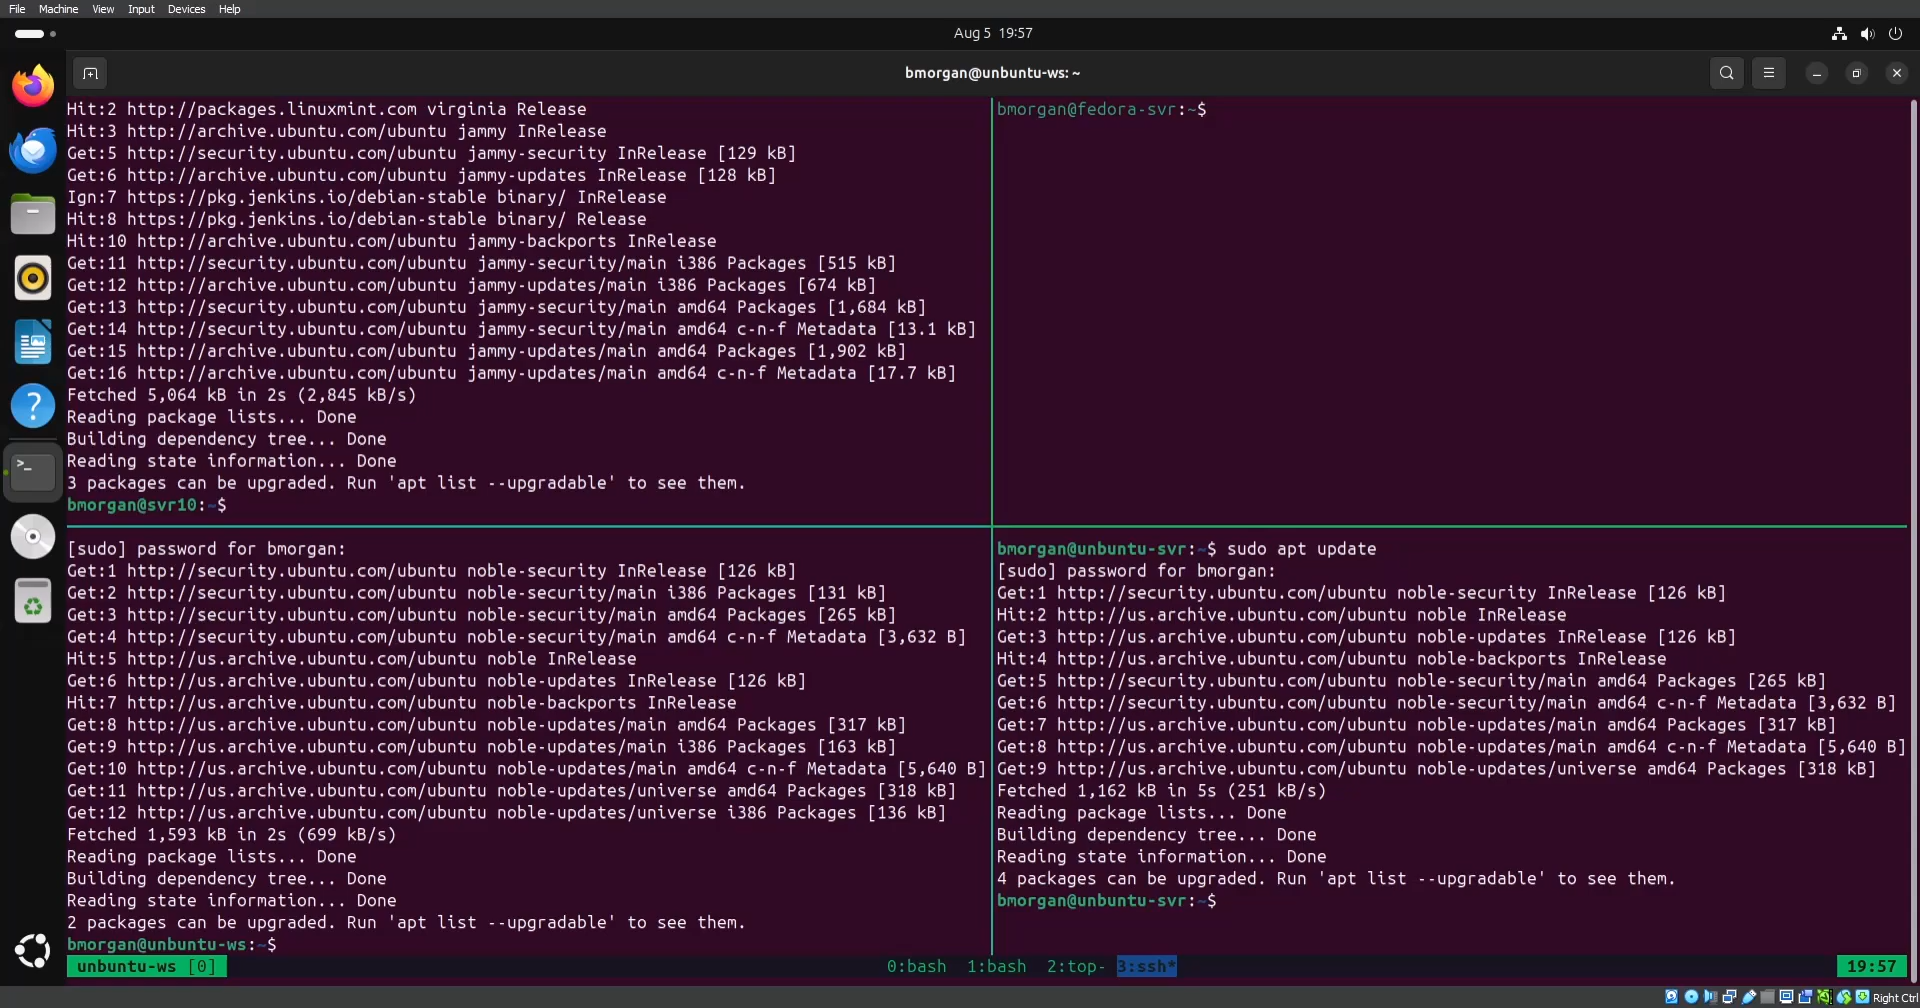 File Machine View Input Devices Help
Aug 5 19:57
bmorgan@unbuntu-ws: ~
Hit:2 http://packages.linuxmint.com virginia Release
Hit:3 http://archive.ubuntu.com/ubuntu jammy InRelease
Get:5 http://security.ubuntu.com/ubuntu jammy-security InRelease [129 kB]
Get:6 http://archive.ubuntu.com/ubuntu jammy-updates InRelease [128 kB]
Ign:7 https://pkg.jenkins.io/debian-stable binary/ InRelease
Hit:8 https://pkg.jenkins.io/debian-stable binary/ Release
Hit:10 http://archive.ubuntu.com/ubuntu jammy-backports InRelease
Get:11 http://security.ubuntu.com/ubuntu jammy-security/main i386 Packages [515 kB]
Get:12 http://archive.ubuntu.com/ubuntu jammy-updates/main i386 Packages [674 kB]
Get:13 http://security.ubuntu.com/ubuntu jammy-security/main amd64 Packages [1,684 kB]
Get:14 http://security.ubuntu.com/ubuntu jammy-security/main amd64 c-n-f Metadata [13.1 kB]
Get:15 http://archive.ubuntu.com/ubuntu jammy-updates/main amd64 Packages [1,902 kB]
Get:16 http://archive.ubuntu.com/ubuntu jammy-updates/main amd64 c-n-f Metadata [17.7 kB]
Fetched 5,064 kB in 2s (2,845 kB/s)
Reading package lists... Done
Building dependency tree... Done
Reading state information... Done
3 packages can be upgraded. Run 'apt list --upgradable' to see them.
bmorgan@svr10:~$
bmorgan@fedora-svr:~$
[sudo] password for bmorgan:
Get:1 http://security.ubuntu.com/ubuntu noble-security InRelease [126 kB]
Get:2 http://security.ubuntu.com/ubuntu noble-security/main i386 Packages [131 kB]
Get:3 http://security.ubuntu.com/ubuntu noble-security/main amd64 Packages [265 kB]
Get:4 http://security.ubuntu.com/ubuntu noble-security/main amd64 c-n-f Metadata [3,632 B]
Hit:5 http://us.archive.ubuntu.com/ubuntu noble InRelease
Get:6 http://us.archive.ubuntu.com/ubuntu noble-updates InRelease [126 kB]
Hit:7 http://us.archive.ubuntu.com/ubuntu noble-backports InRelease
Get:8 http://us.archive.ubuntu.com/ubuntu noble-updates/main amd64 Packages [317 kB]
Get:9 http://us.archive.ubuntu.com/ubuntu noble-updates/main i386 Packages [163 kB]
Get:10 http://us.archive.ubuntu.com/ubuntu noble-updates/main amd64 c-n-f Metadata [5,640 B]
Get:11 http://us.archive.ubuntu.com/ubuntu noble-updates/universe amd64 Packages [318 kB]
Get:12 http://us.archive.ubuntu.com/ubuntu noble-updates/universe i386 Packages [136 kB]
Fetched 1,593 kB in 2s (699 kB/s)
Reading package lists... Done
Building dependency tree... Done
Reading state information... Done
2 packages can be upgraded. Run 'apt list --upgradable' to see them.
bmorgan@unbuntu-ws:~$
bmorgan@unbuntu-svr:~$ sudo apt update
[sudo] password for bmorgan:
Get:1 http://security.ubuntu.com/ubuntu noble-security InRelease [126 kB]
Hit:2 http://us.archive.ubuntu.com/ubuntu noble InRelease
Get:3 http://us.archive.ubuntu.com/ubuntu noble-updates InRelease [126 kB]
Hit:4 http://us.archive.ubuntu.com/ubuntu noble-backports InRelease
Get:5 http://security.ubuntu.com/ubuntu noble-security/main amd64 Packages [265 kB]
Get:6 http://security.ubuntu.com/ubuntu noble-security/main amd64 c-n-f Metadata [3,632 B]
Get:7 http://us.archive.ubuntu.com/ubuntu noble-updates/main amd64 Packages [317 kB]
Get:8 http://us.archive.ubuntu.com/ubuntu noble-updates/main amd64 c-n-f Metadata [5,640 B]
Get:9 http://us.archive.ubuntu.com/ubuntu noble-updates/universe amd64 Packages [318 kB]
Fetched 1,162 kB in 5s (251 kB/s)
Reading package lists... Done
Building dependency tree... Done
Reading state information... Done
4 packages can be upgraded. Run 'apt list --upgradable' to see them.
bmorgan@unbuntu-svr:~$
unbuntu-ws [0] 0:bash 1:bash 2:top- 3:ssh* 19:57
Right Ctrl